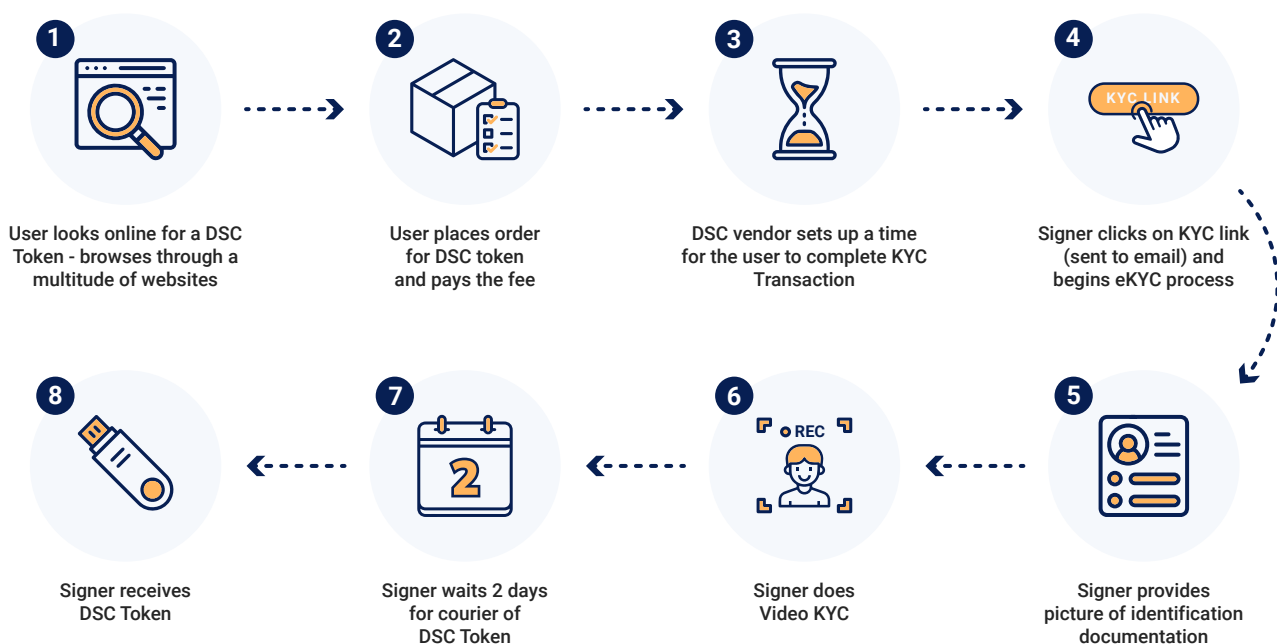 1
User looks online for a DSC
Token - browses through a
multitude of websites
2
User places order
for DSC token
and pays the fee
3
DSC vendor sets up a time
for the user to complete KYC
Transaction
4
KYC LINK
Signer clicks on KYC link
(sent to email) and
begins eKYC process
5
Signer provides
picture of identification
documentation
6
REC
Signer does
Video KYC
7
2
Signer waits 2 days
for courier of
DSC Token
8
Signer receives
DSC Token